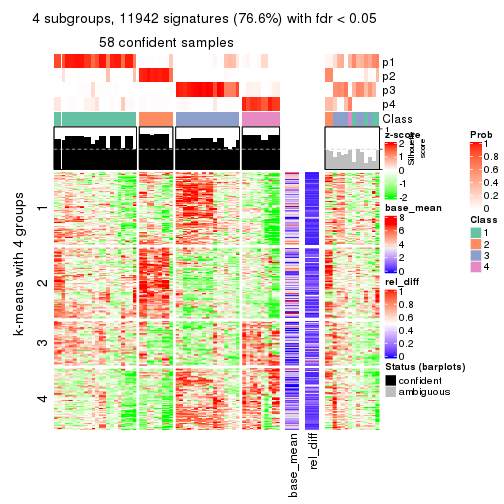 4 subgroups, 11942 signatures (76.6%) with fdr < 0.05
58 confident samples
p1
p2
p3
p4
Class
1
Silhouette
score
z-score
2
1
0
-1
-2
base_mean
8
6
4
2
0
rel_diff
1
0.8
0.6
0.4
0.2
0
Status (barplots)
confident
ambiguous
Prob
1
0.8
0.6
0.4
0.2
0
Class
1
2
3
4
k-means with 4 groups
1
2
3
4
base_mean
rel_diff